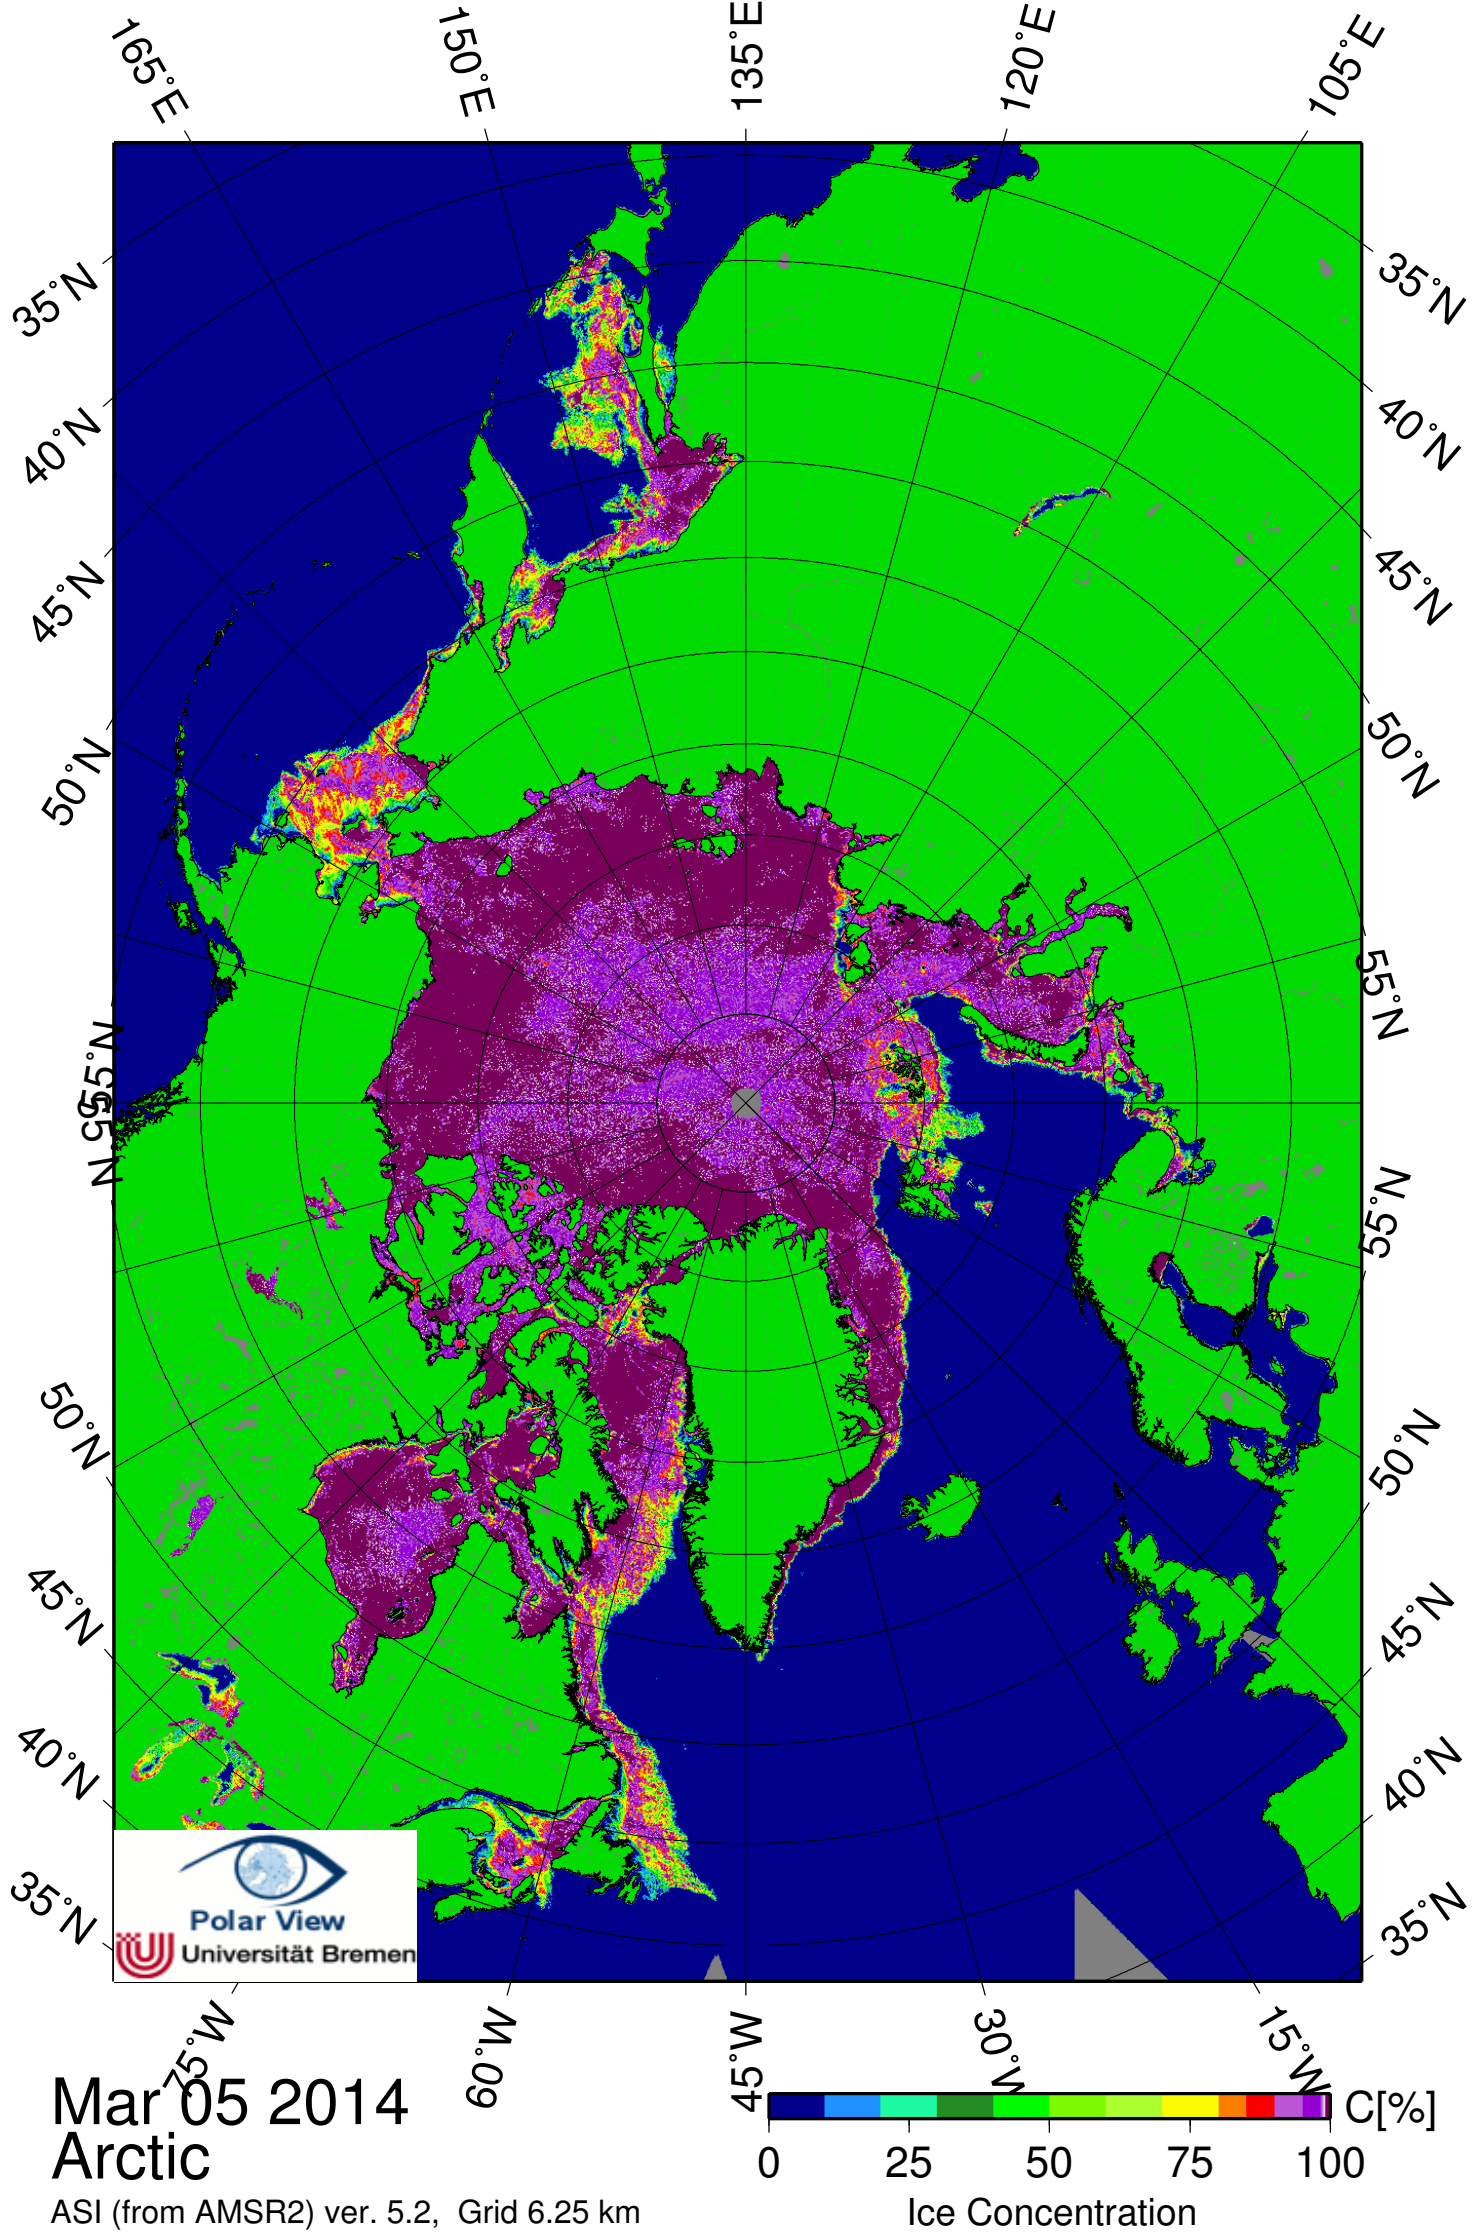 165°E 150°E 135°E 120°E 105°E
35°N 35°N
40°N 40°N
45°N 45°N
50°N 50°N
55°N 55°N
55°N 55°N
50°N 50°N
45°N 45°N
40°N 40°N
35°N 35°N
Polar View
Universität Bremen
75°W 60°W 45°W 30°W 15°W
Mar 05 2014
Arctic
ASI (from AMSR2) ver. 5.2, Grid 6.25 km
C[%]
0 25 50 75 100
Ice Concentration